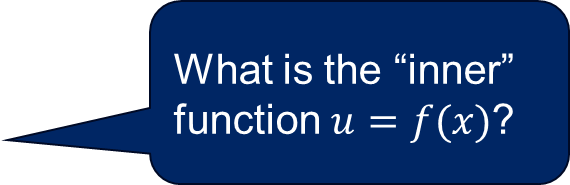 What is the “inner”
function 𝑢 = 𝑓(𝑥)?